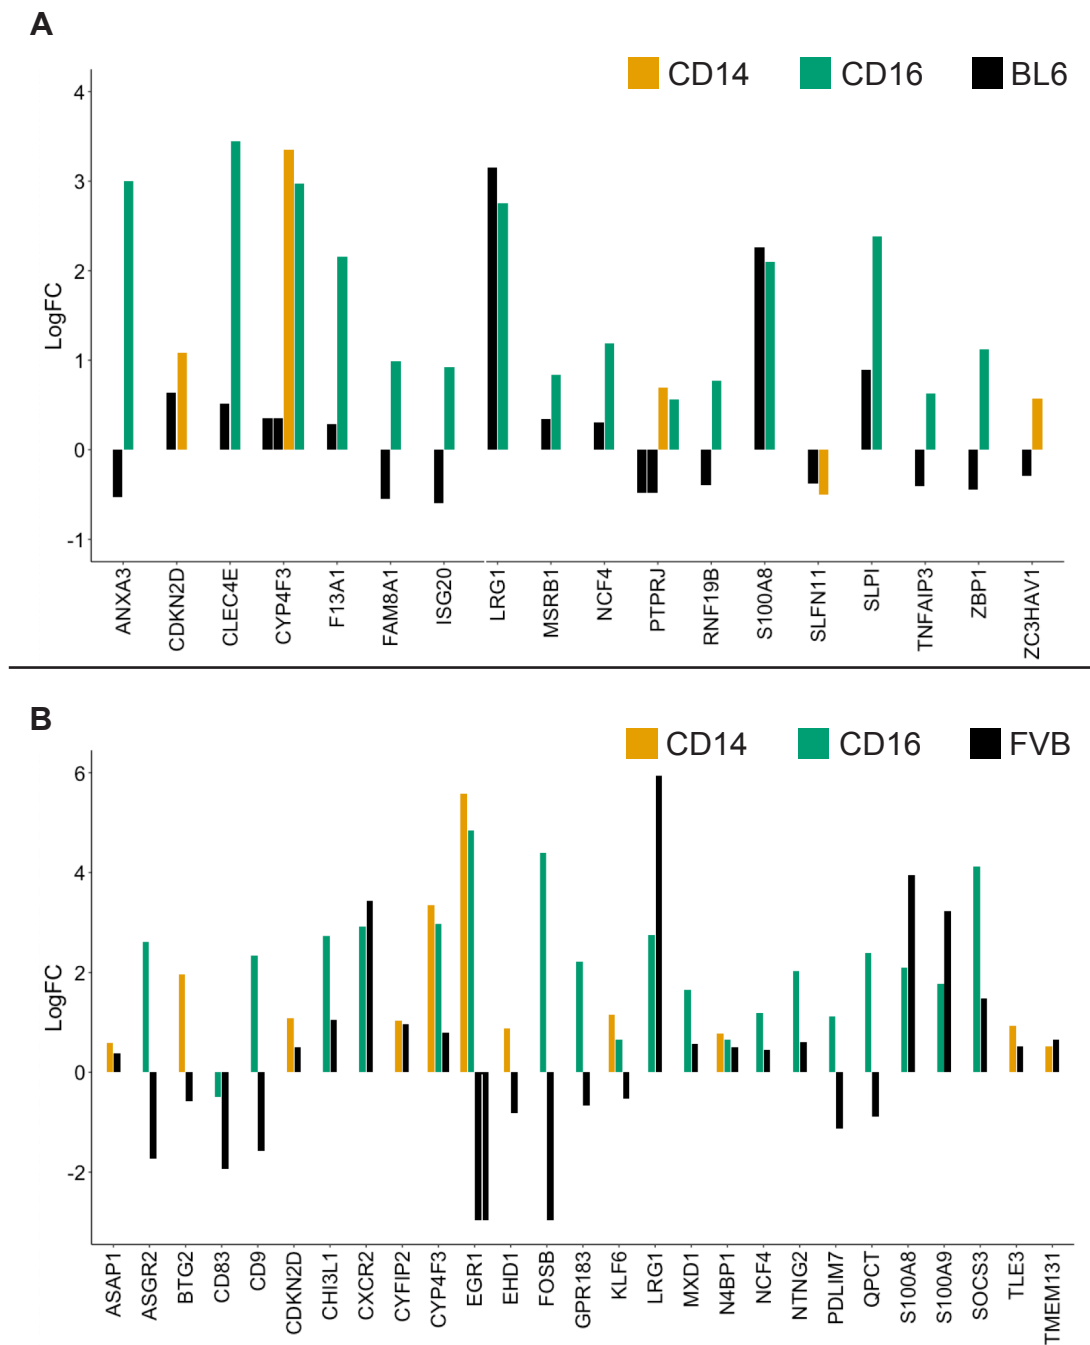 A
CD14 CD16 BL6
4
3
2
1
0
-1
LogFC
ANXA3 CDKN2D CLEC4E CYP4F3 F13A1 FAM8A1 ISG20 LRG1 MSRB1 NCF4 PTPRJ RNF19B S100A8 SLFN11 SLPI TNFAIP3 ZBP1 ZC3HAV1
B
CD14 CD16 FVB
6
4
2
0
-2
LogFC
ASAP1 ASGR2 BTG2 CD83 CD9 CDKN2D CHI3L1 CXCR2 CYFIP2 CYP4F3 EGR1 EHD1 FOSB GPR183 KLF6 LRG1 MXD1 N4BP1 NCF4 NTNG2 PDLIM7 QPCT S100A8 S100A9 SOCS3 TLE3 TMEM131